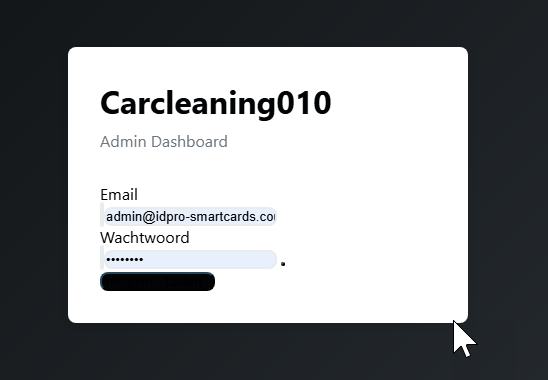 Carcleaning010
Admin Dashboard
Email
admin@idpro-smartcards.co
Wachtwoord
••••••••